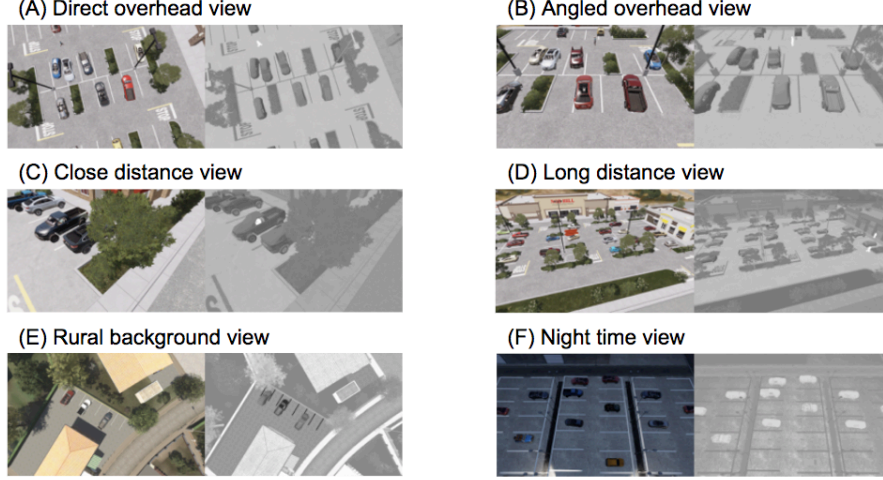 (A) Direct overhead view
(B) Angled overhead view
(C) Close distance view
(D) Long distance view
(E) Rural background view
(F) Night time view